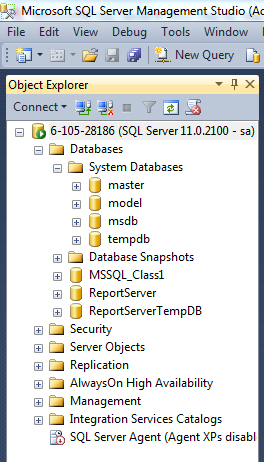 Microsoft SQL Server Management Studio (Ac
File Edit View Debug Tools Window
New Query
Object Explorer
Connect
6-105-28186 (SQL Server 11.0.2100 - sa)
Databases
System Databases
master
model
msdb
tempdb
Database Snapshots
MSSQL_Class1
ReportServer
ReportServerTempDB
Security
Server Objects
Replication
AlwaysOn High Availability
Management
Integration Services Catalogs
SQL Server Agent (Agent XPs disabl